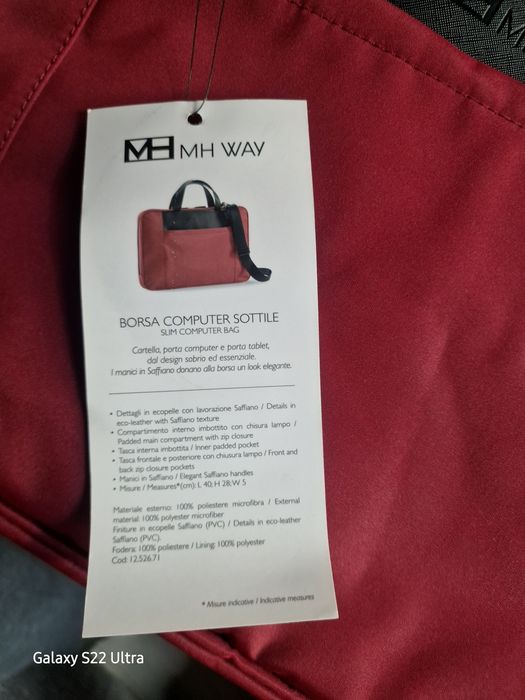 MH MH WAY
BORSA COMPUTER SOTTILE
SLIM COMPUTER BAG
Cartella, porta computer e porta tablet,
dal design sobrio ed essenziale.
I manici in Saffiano danano alla borsa un look elegante.
• Dettagli in ecopelle con lavorazione Saffiano / Details in
eco-leather with Saffiano texture
• Compartimento interno imbottito con chisura lampo /
Padded main compartment with zip closure
• Tasca interna imbottita / Inner padded pocket
• Tasca frontale e posteriore con chiusura lampo / Front and
back zip closure pockets
• Manici in Saffiano / Elegant Saffiano handles
• Misure / Measures*(cm): L 40; H 28; W 5
Materiale esterno: 100% poliestere microfibra / External
material: 100% polyester microfiber
Finiture in ecopelle Saffiano (PVC) / Details in eco-leather
Saffiano (PVC).
Fodera: 100% poliestere / Lining: 100% polyester
Cod: 12.526.71
* Misure indicative / Indicative measures
Galaxy S22 Ultra